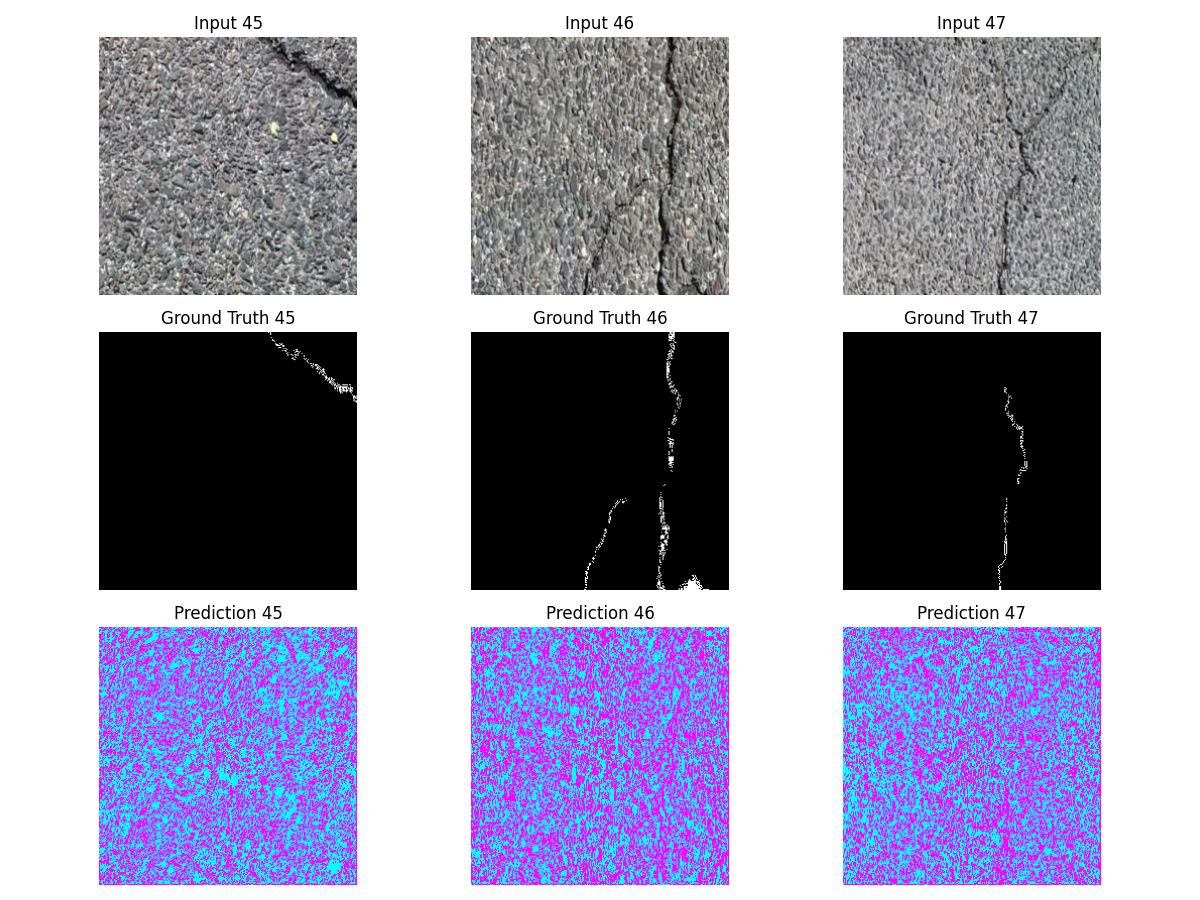 Input 45
Input 46
Input 47
Ground Truth 45
Ground Truth 46
Ground Truth 47
Prediction 45
Prediction 46
Prediction 47